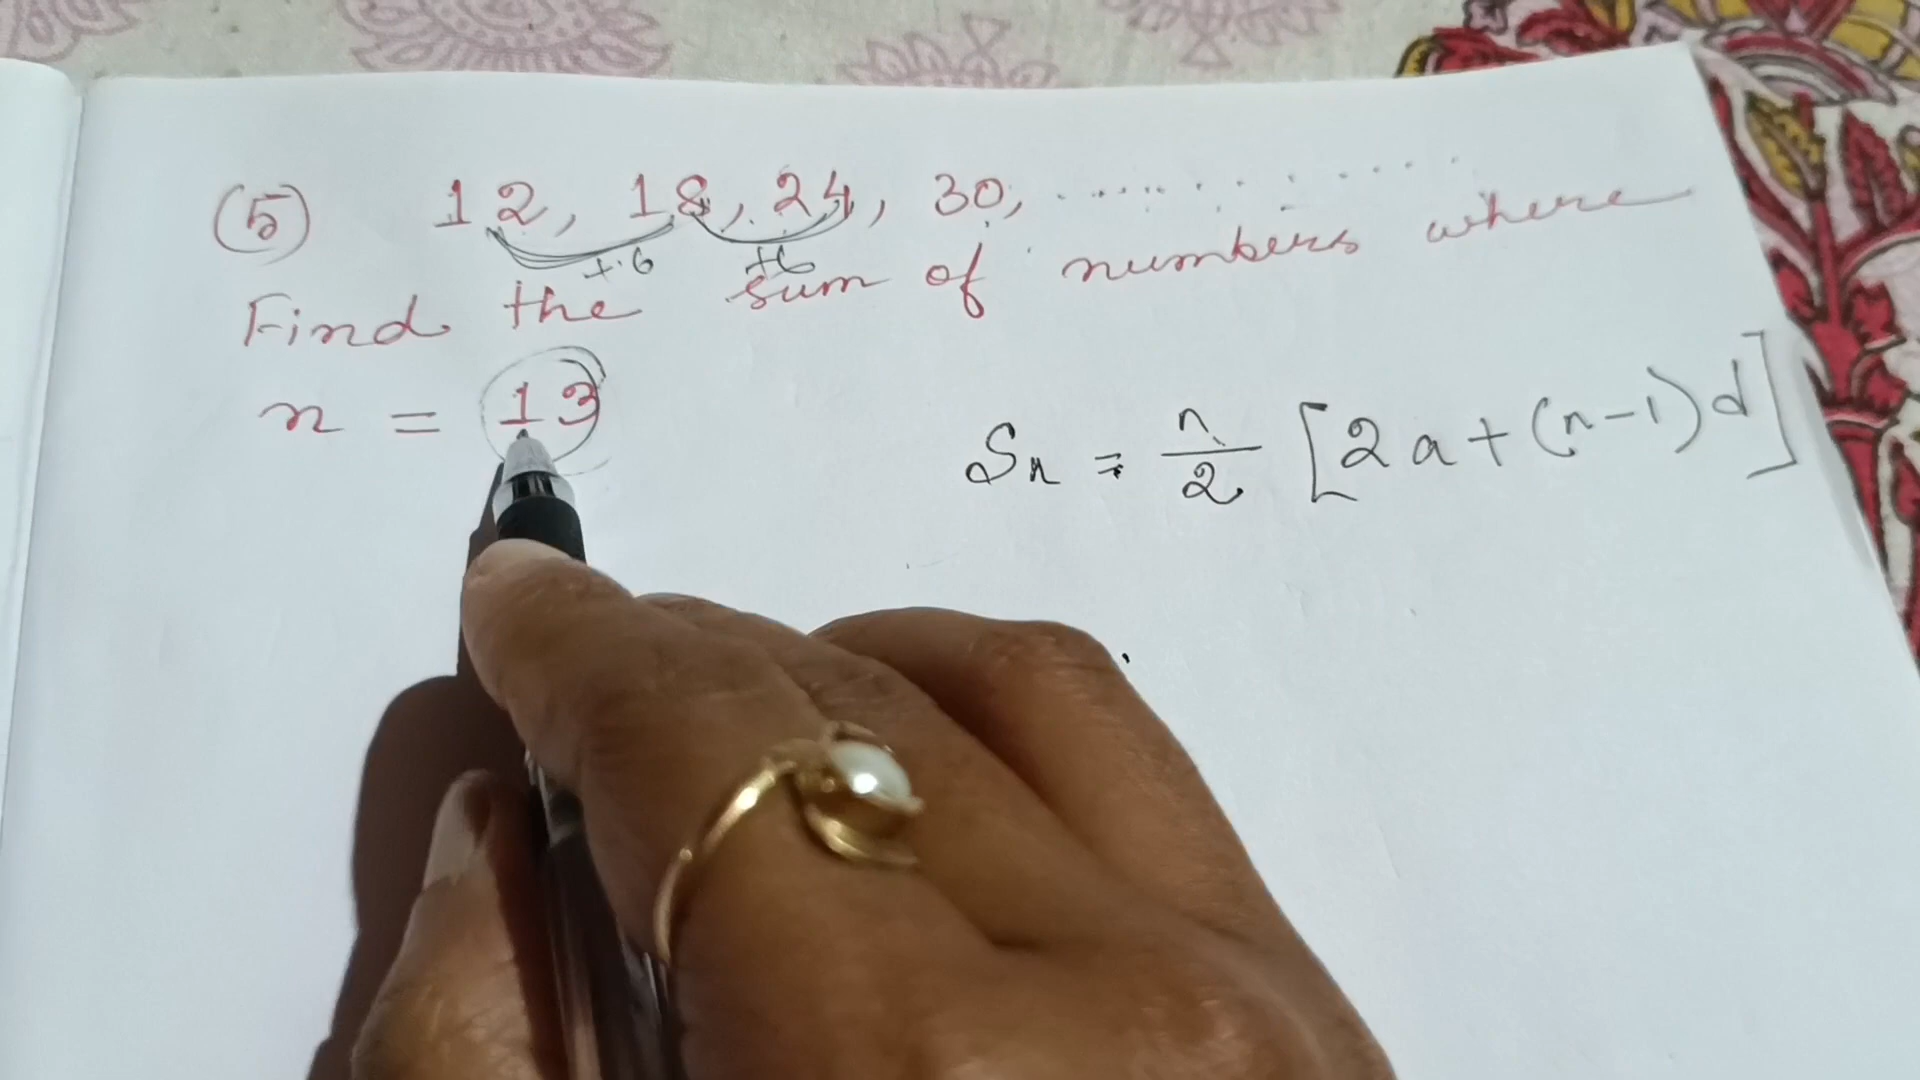 (5) 12, 18, 24, 30, ..............
+6 +6
Find the sum of numbers where
n = 13
Sn = n/2 [2a+(n-1)d]